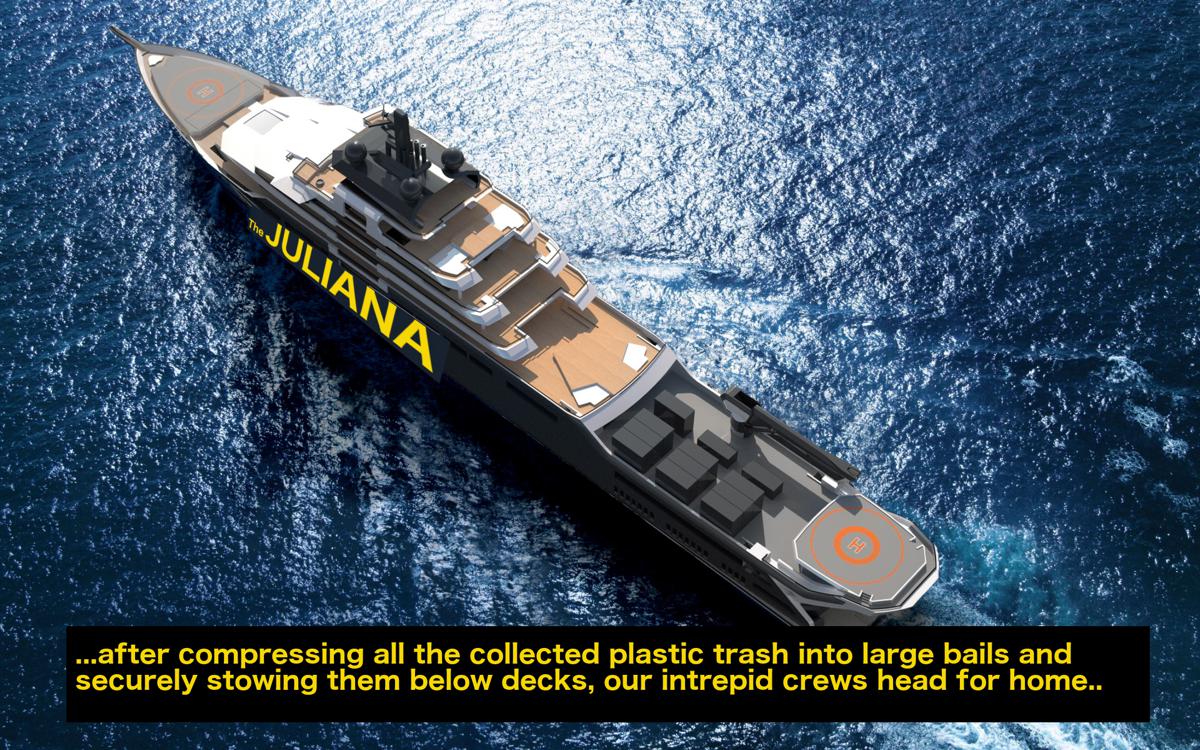 The JULIANA
H
H
...after compressing all the collected plastic trash into large bails and
securely stowing them below decks, our intrepid crews head for home..